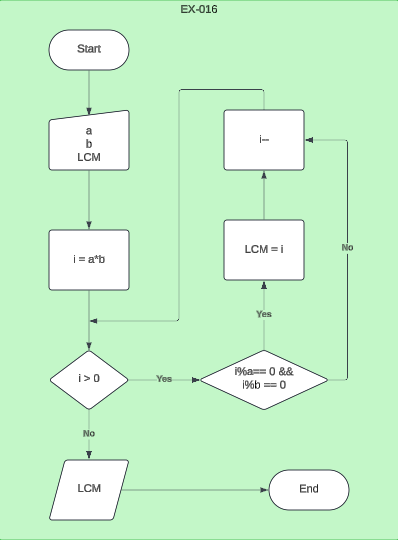 EX-016
Start
a
b
LCM
i = a*b
i > 0
Yes
i%a== 0 &&
i%b == 0
Yes
LCM = i
i--
No
No
LCM
End